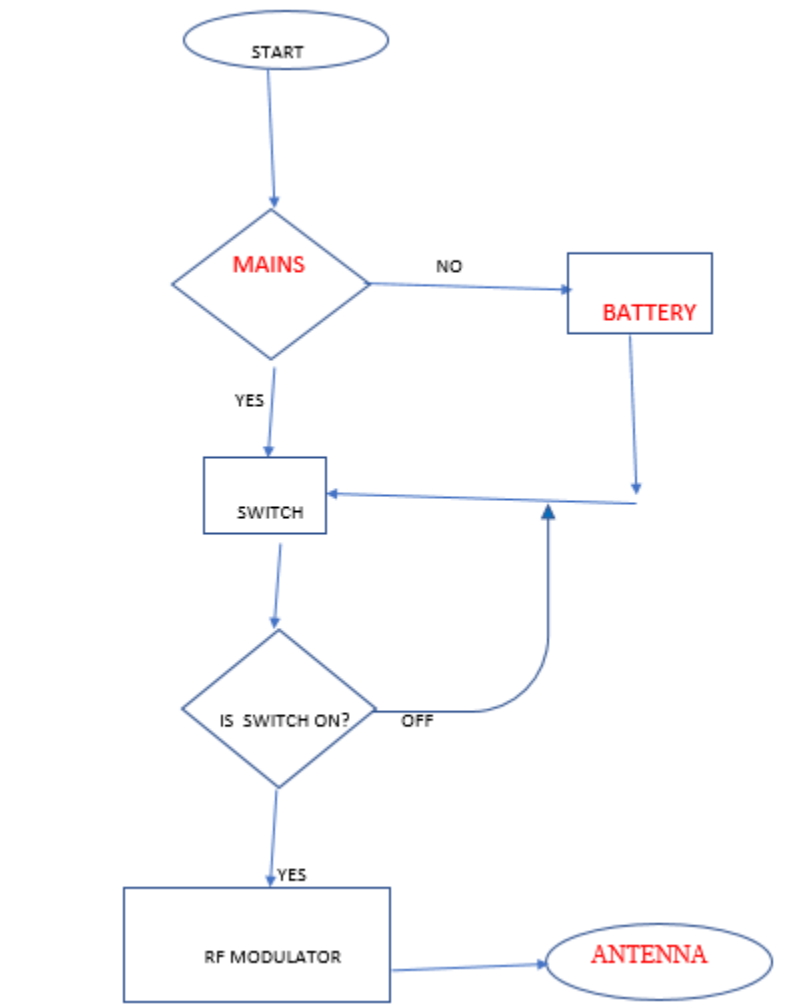 START
MAINS
NO
BATTERY
YES
SWITCH
IS  SWITCH ON?
OFF
YES
RF MODULATOR
ANTENNA